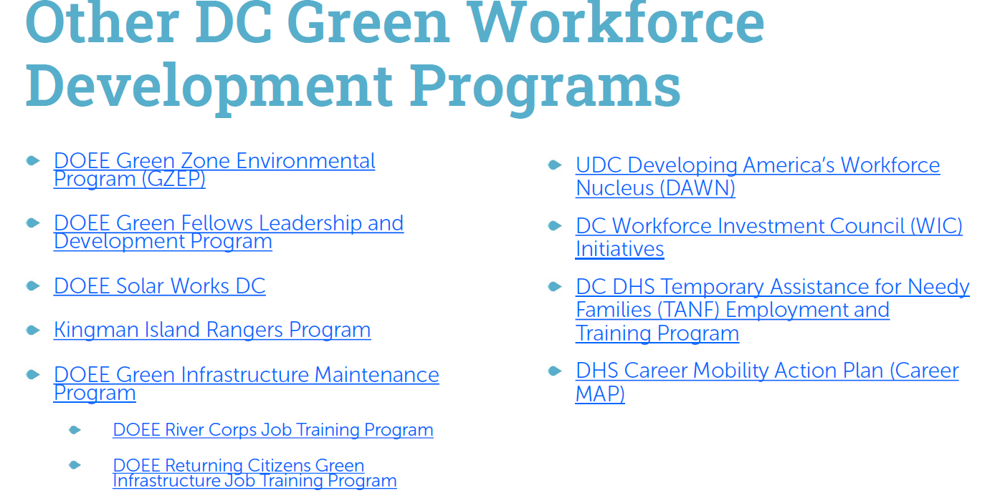 Other DC Green Workforce
Development Programs
DOEE Green Zone Environmental
Program (GZEP)
DOEE Green Fellows Leadership and
Development Program
DOEE Solar Works DC
Kingman Island Rangers Program
DOEE Green Infrastructure Maintenance
Program
DOEE River Corps Job Training Program
DOEE Returning Citizens Green
Infrastructure Job Training Program
UDC Developing America’s Workforce
Nucleus (DAWN)
DC Workforce Investment Council (WIC)
Initiatives
DC DHS Temporary Assistance for Needy
Families (TANF) Employment and
Training Program
DHS Career Mobility Action Plan (Career
MAP)